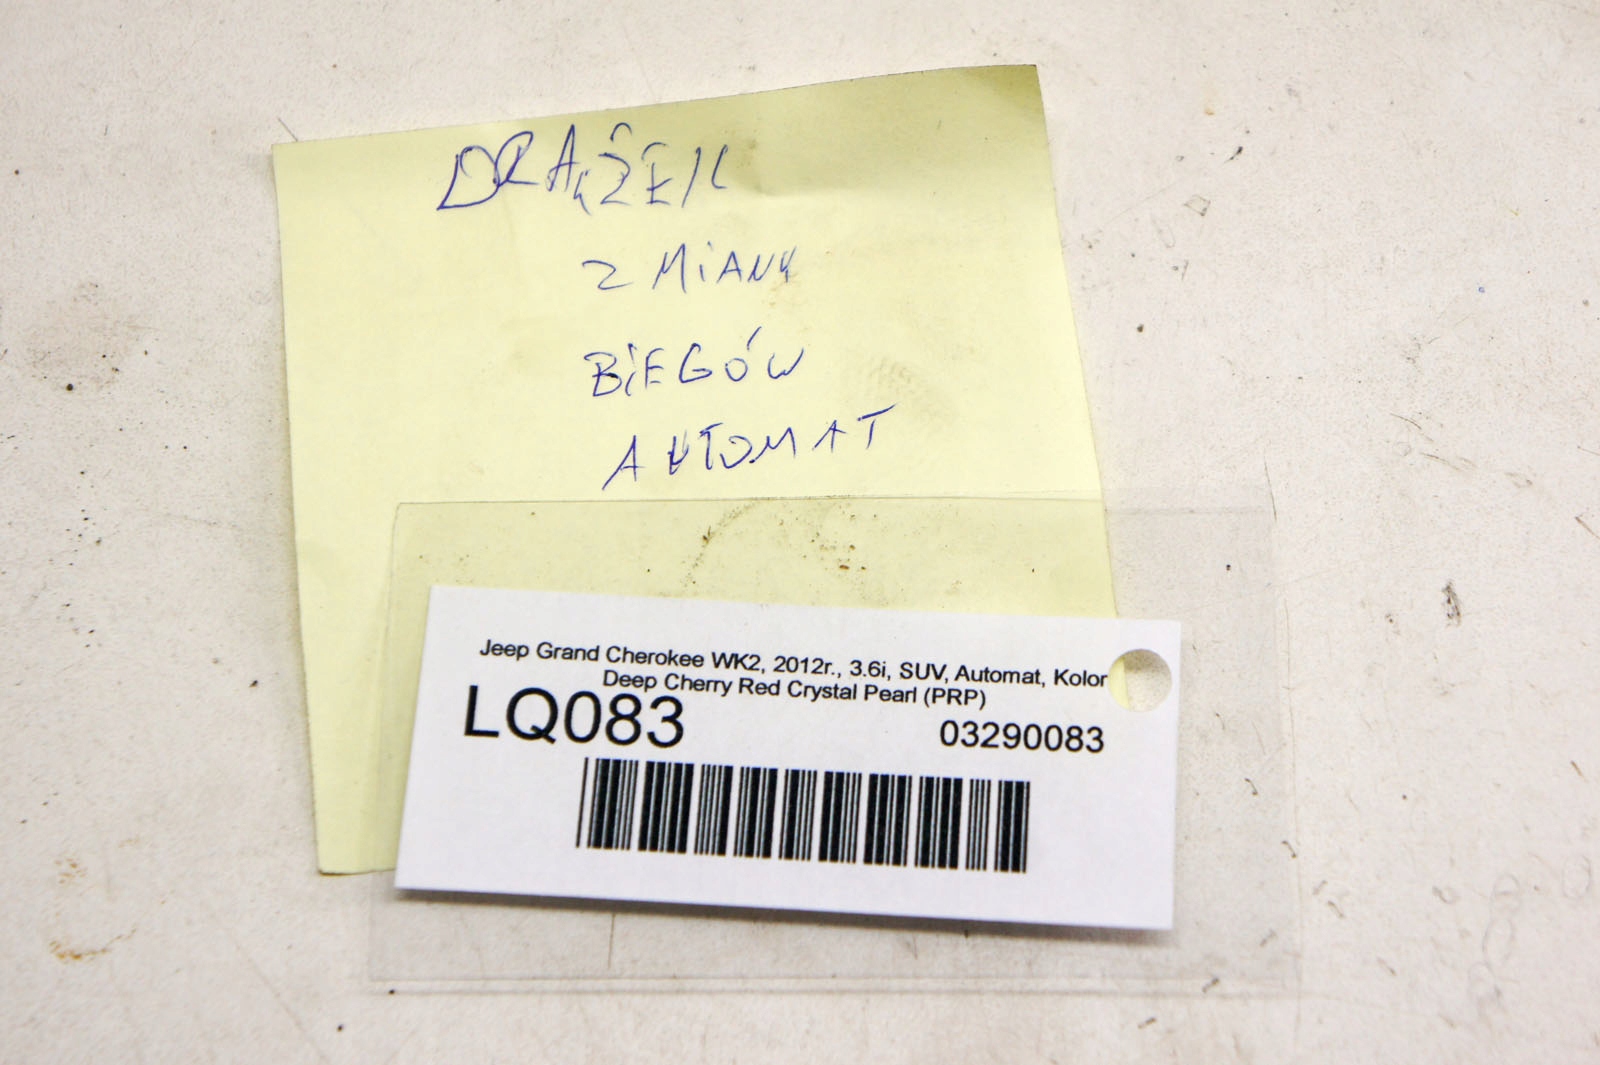 DRĄŻEK
ZMIANY
BIEGÓW
AUTOMAT
Jeep Grand Cherokee WK2, 2012r., 3.6i, SUV, Automat, Kolor
Deep Cherry Red Crystal Pearl (PRP)
LQ083 03290083